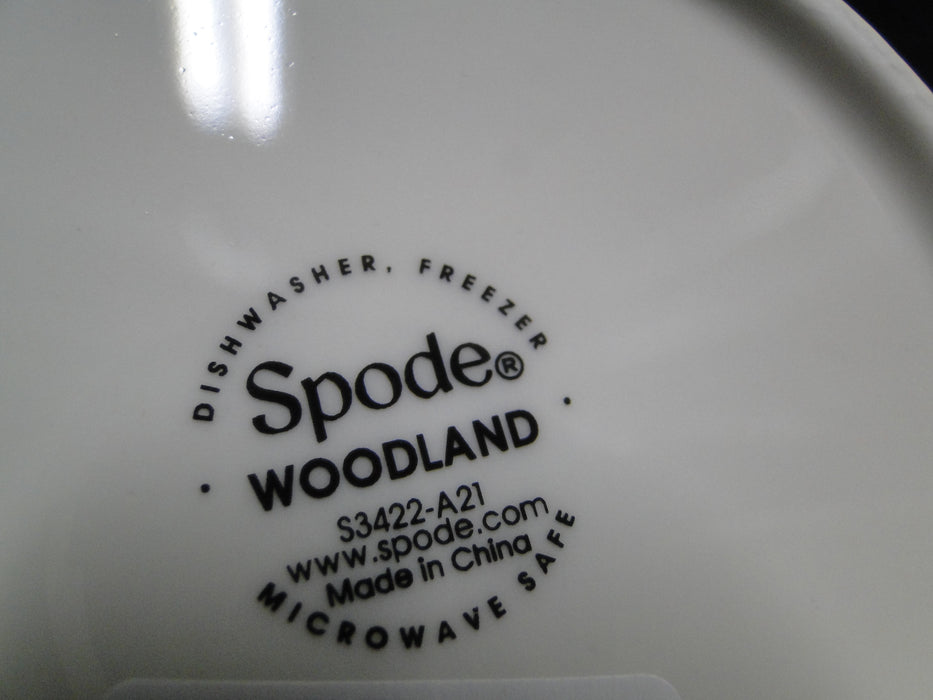 DISHWASHER, FREEZER
Spode®
• WOODLAND •
S3422-A21
www.spode.com
Made in China
MICROWAVE SAFE